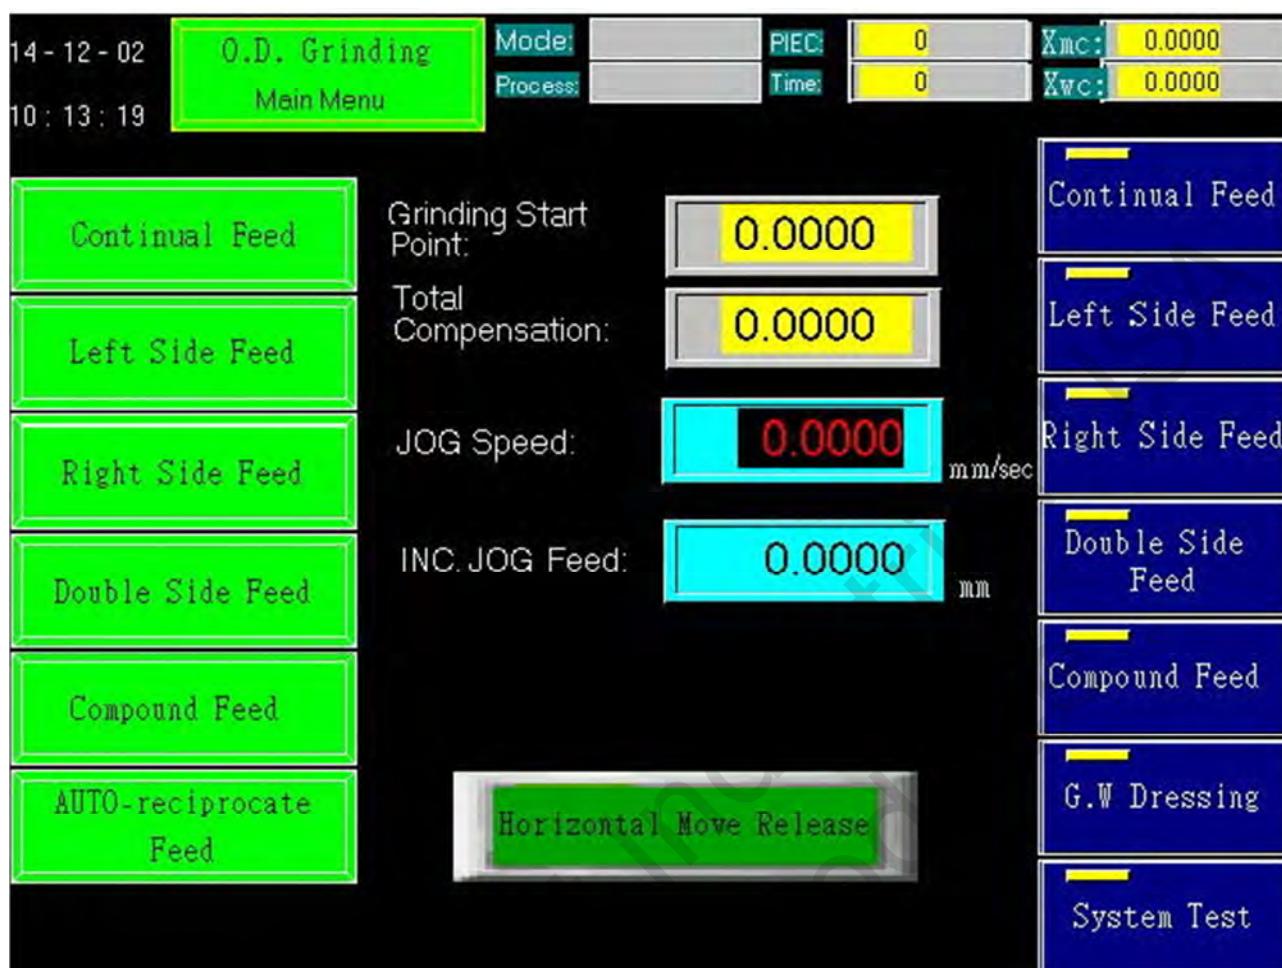 14-12-02
10:13:19
O.D. Grinding
Main Menu
Mode:
Process:
PIEC:
0
Time:
0
Xmc:
0.0000
Xwc:
0.0000
Continual Feed
Left Side Feed
Right Side Feed
Double Side Feed
Compound Feed
AUTO-reciprocate
Feed
Grinding Start
Point:
0.0000
Total
Compensation:
0.0000
JOG Speed:
0.0000
mm/sec
INC. JOG Feed:
0.0000
mm
Horizontal Move Release
Continual Feed
Left Side Feed
Right Side Feed
Double Side
Feed
Compound Feed
G.W Dressing
System Test